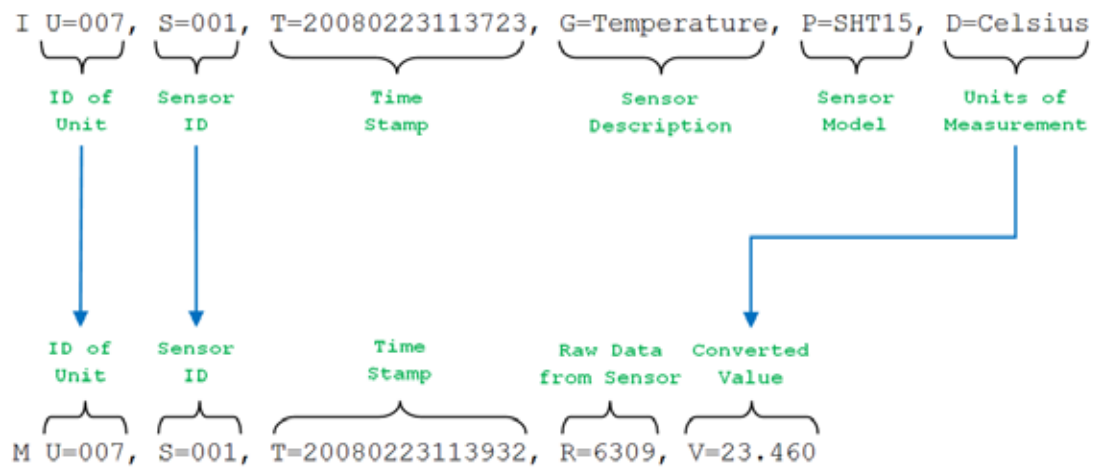 I U=007, S=001, T=20080223113723, G=Temperature, P=SHT15, D=Celsius
ID of Sensor Time Sensor Sensor Units of
Unit ID Stamp Description Model Measurement
ID of Sensor Time Raw Data Converted
Unit ID Stamp from Sensor Value
M U=007, S=001, T=20080223113932, R=6309, V=23.460